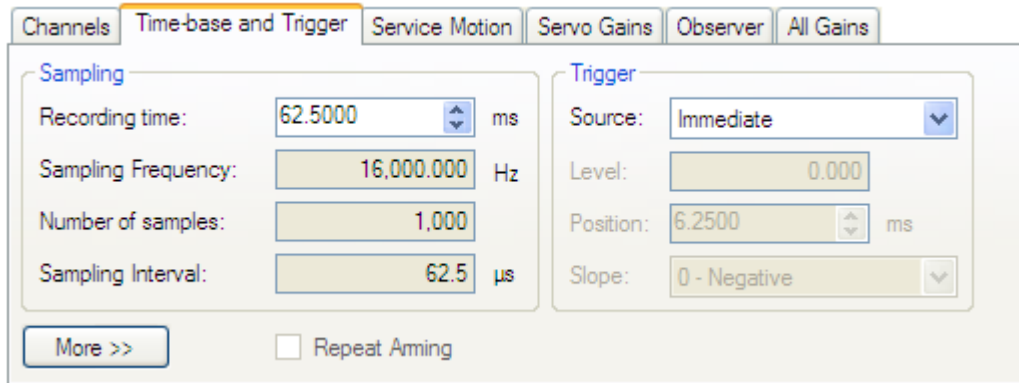 Channels Time-base and Trigger Service Motion Servo Gains Observer All Gains
Sampling Trigger
Recording time: 62.5000 ms Source: Immediate
Sampling Frequency: 16,000.000 Hz Level: 0.000
Number of samples: 1,000 Position: 6.2500 ms
Sampling Interval: 62.5 µs Slope: 0 - Negative
More >> Repeat Arming